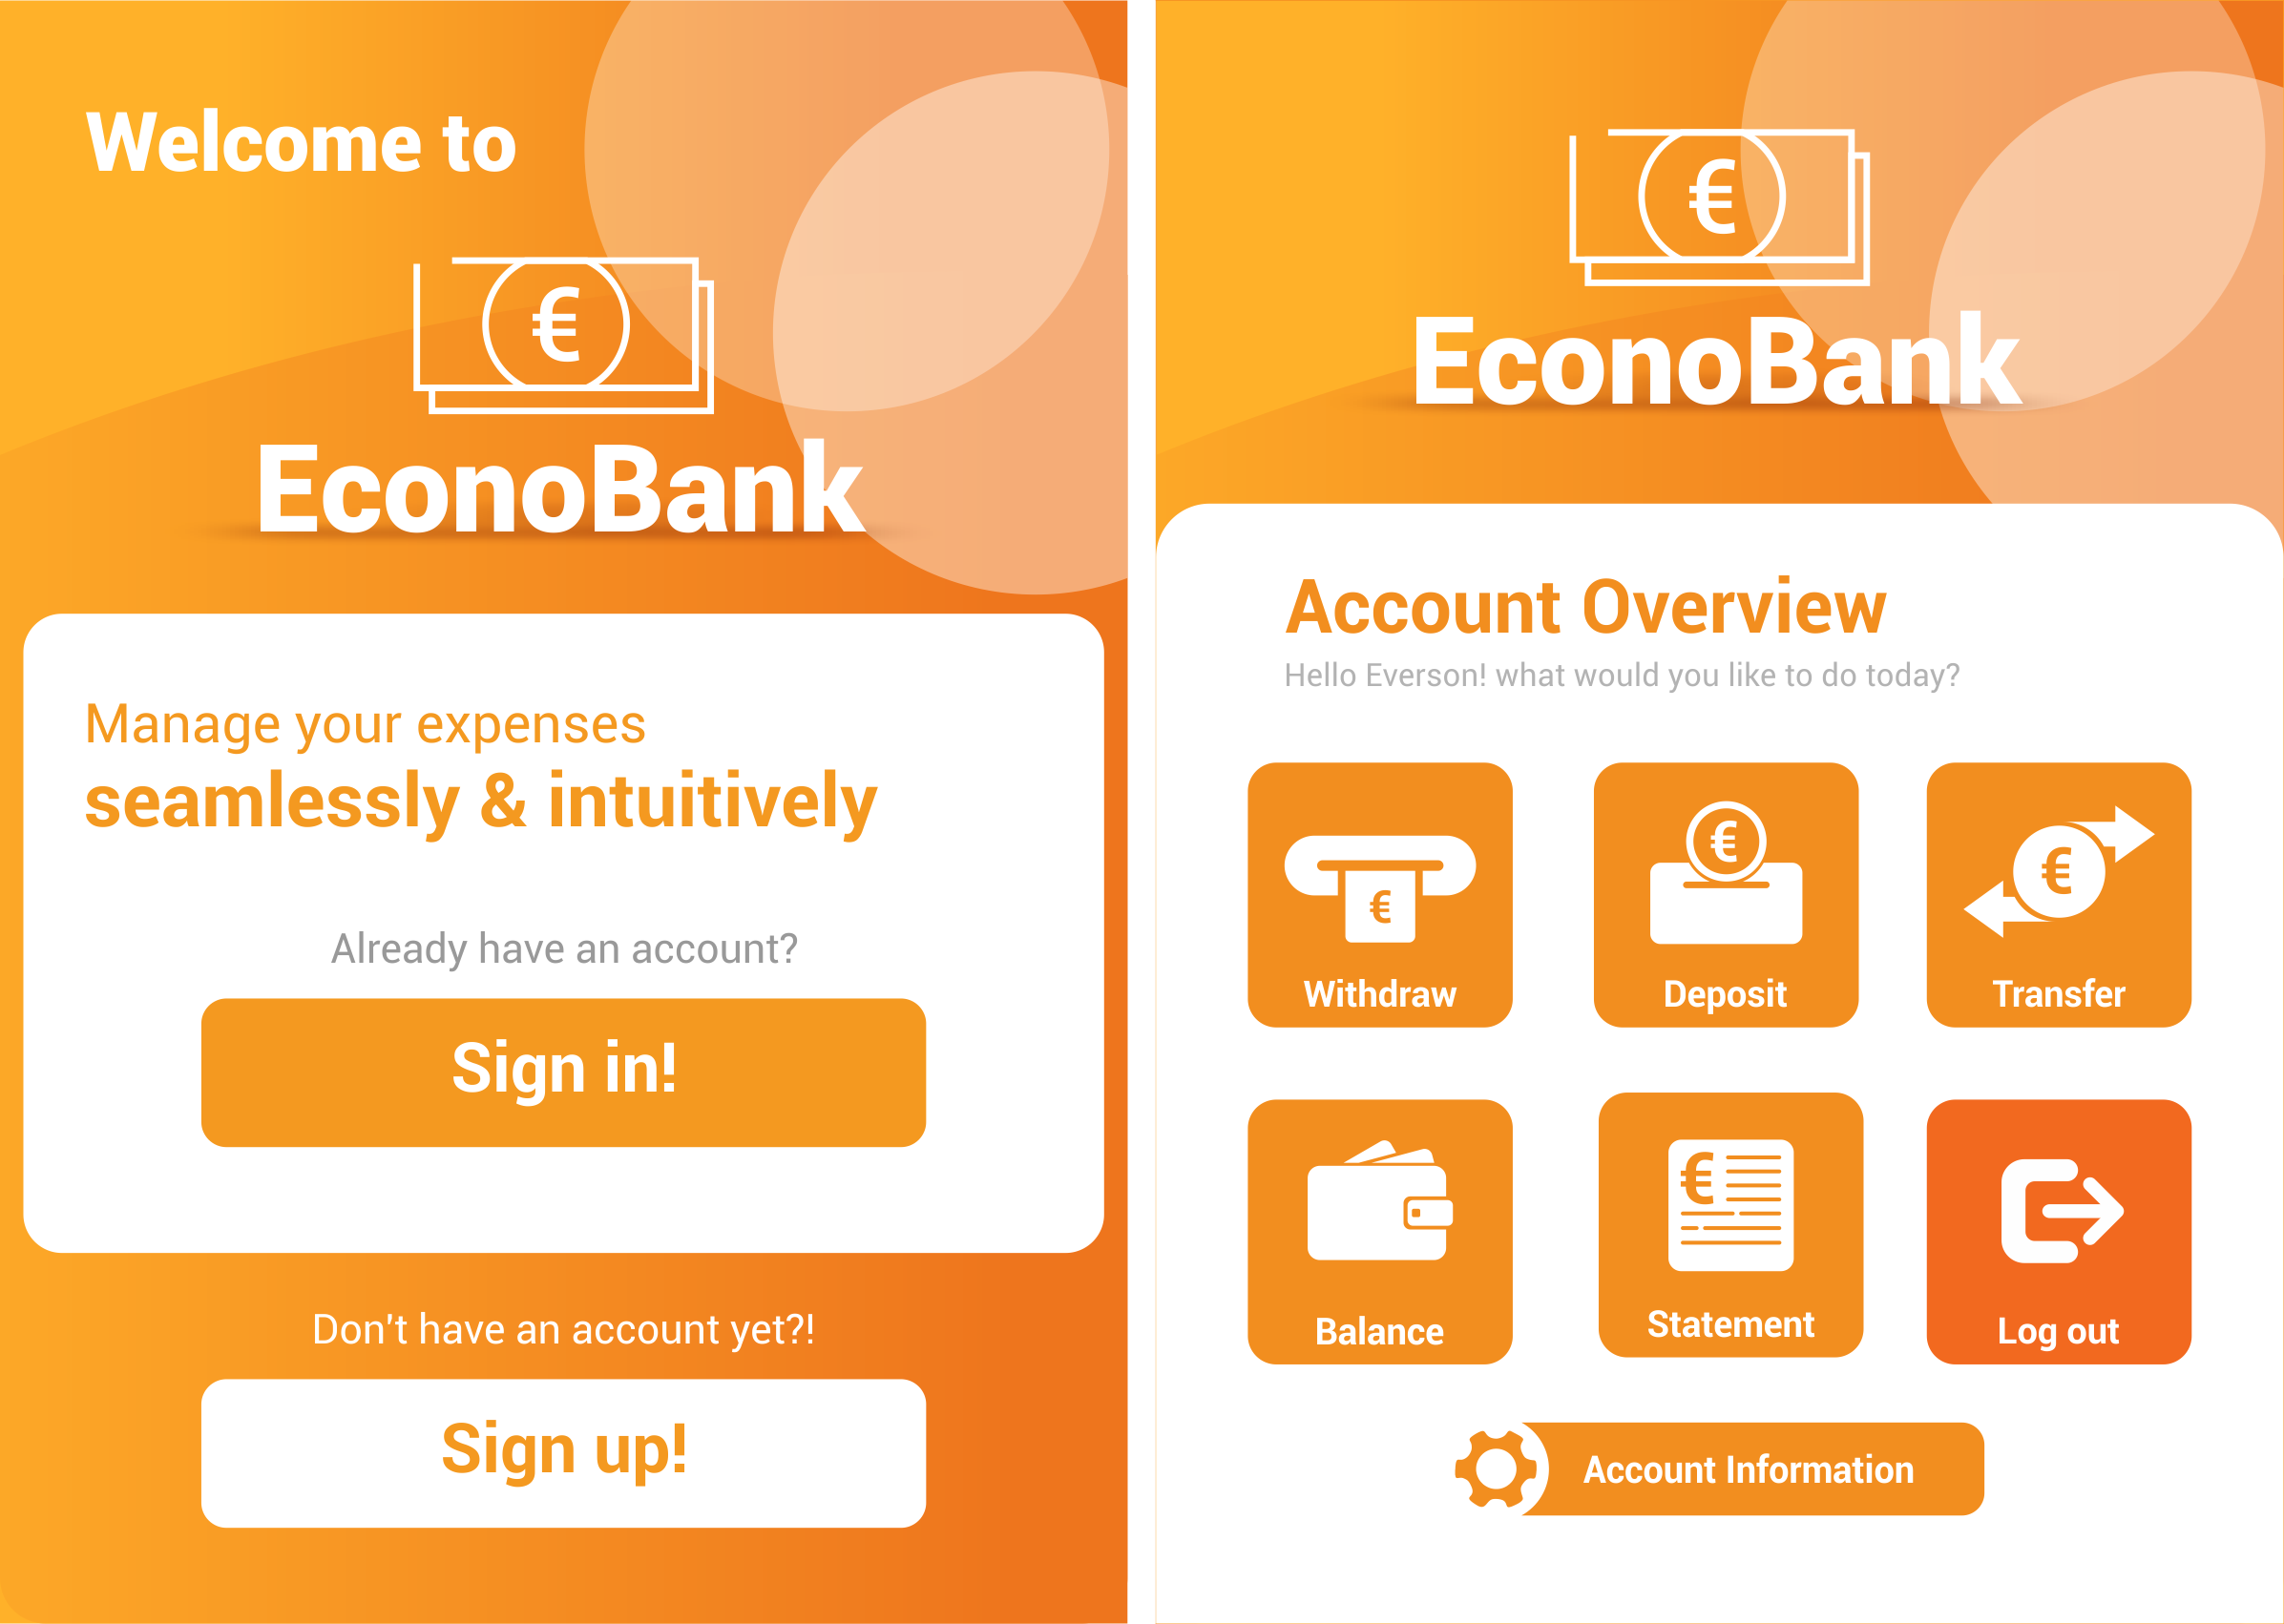 Welcome to
€
EconoBank
Manage your expenses
seamlessly & intuitively
Already have an account?
Sign in!
Don't have an account yet?!
Sign up!
€
EconoBank
Account Overview
Hello Everson! what would you like to do today?
€
Withdraw
€
Deposit
€
Transfer
Balance
€
Statement
Log out
Account Information